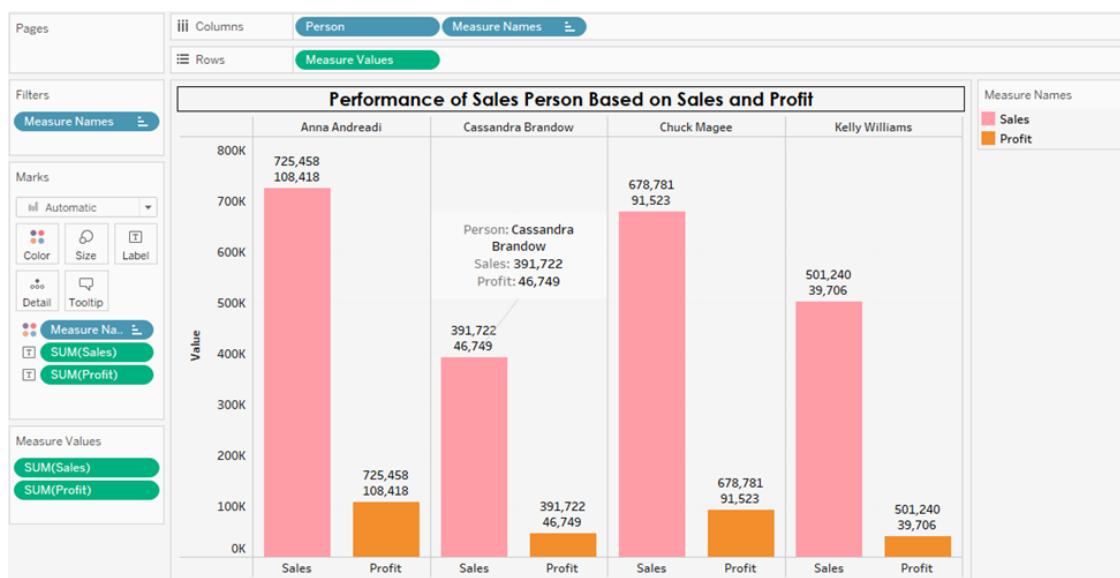 Pages
Columns
Person
Measure Names
Rows
Measure Values
Filters
Measure Names
Marks
Automatic
Color
Size
Label
Detail
Tooltip
Measure Na..
SUM(Sales)
SUM(Profit)
Measure Values
SUM(Sales)
SUM(Profit)
Performance of Sales Person Based on Sales and Profit
Anna Andreadi
Cassandra Brandow
Chuck Magee
Kelly Williams
Value
800K
700K
600K
500K
400K
300K
200K
100K
0K
725,458
108,418
725,458
108,418
Person: Cassandra
Brandow
Sales: 391,722
Profit: 46,749
391,722
46,749
391,722
46,749
678,781
91,523
678,781
91,523
501,240
39,706
501,240
39,706
Sales
Profit
Sales
Profit
Sales
Profit
Sales
Profit
Measure Names
Sales
Profit